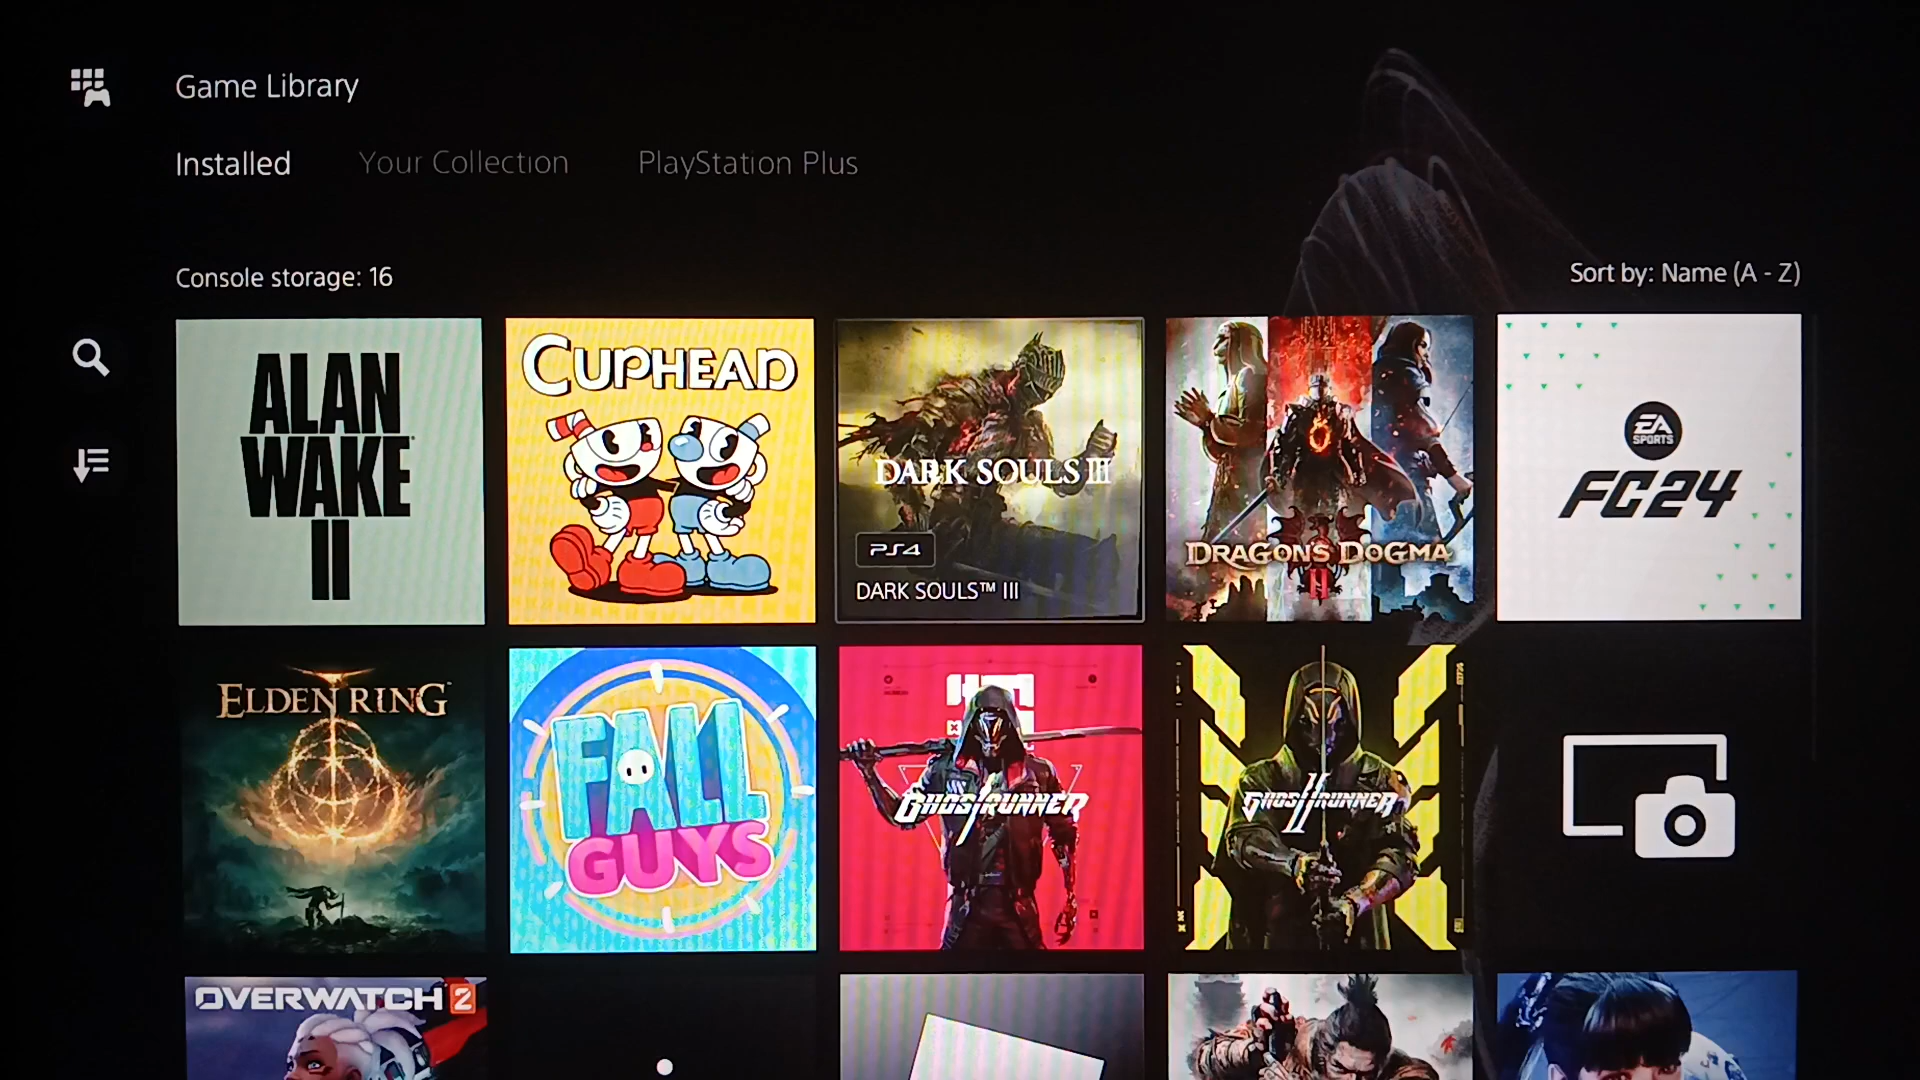 Game Library
Installed
Your Collection
PlayStation Plus
Console storage: 16
Sort by: Name (A - Z)
ALAN
WAKE
II
CUPHEAD
DARK SOULS III
PS4
DARK SOULS™ III
DRAGON'S DOGMA
II
EA
SPORTS
FC24
ELDEN RING
FALL
GUYS
GHOSTRUNNER
GHOSTRUNNER
II
OVERWATCH 2